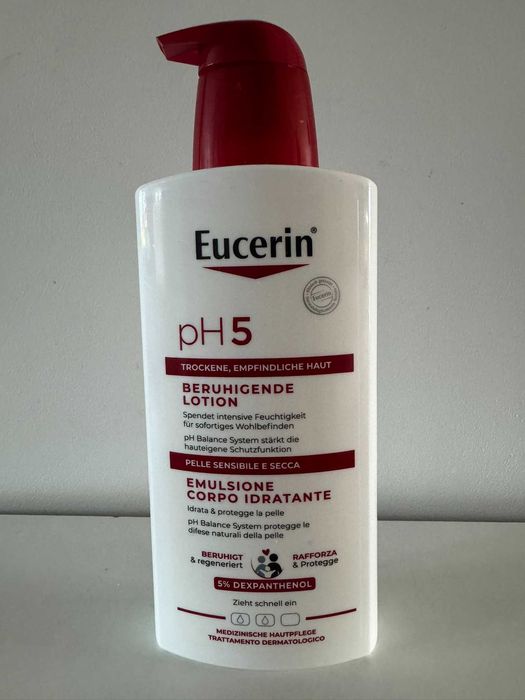 Eucerin®
Eucerin
pH5
TROCKENE, EMPFINDLICHE HAUT
BERUHIGENDE
LOTION
Spendet intensive Feuchtigkeit
für sofortiges Wohlbefinden
pH Balance System stärkt die
hauteigene Schutzfunktion
PELLE SENSIBILE E SECCA
EMULSIONE
CORPO IDRATANTE
Idrata & protegge la pelle
pH Balance System protegge le
difese naturali della pelle
BERUHIGT
& regeneriert
RAFFORZA
& Protegge
5% DEXPANTHENOL
Zieht schnell ein
MEDIZINISCHE HAUTPFLEGE
TRATTAMENTO DERMATOLOGICO